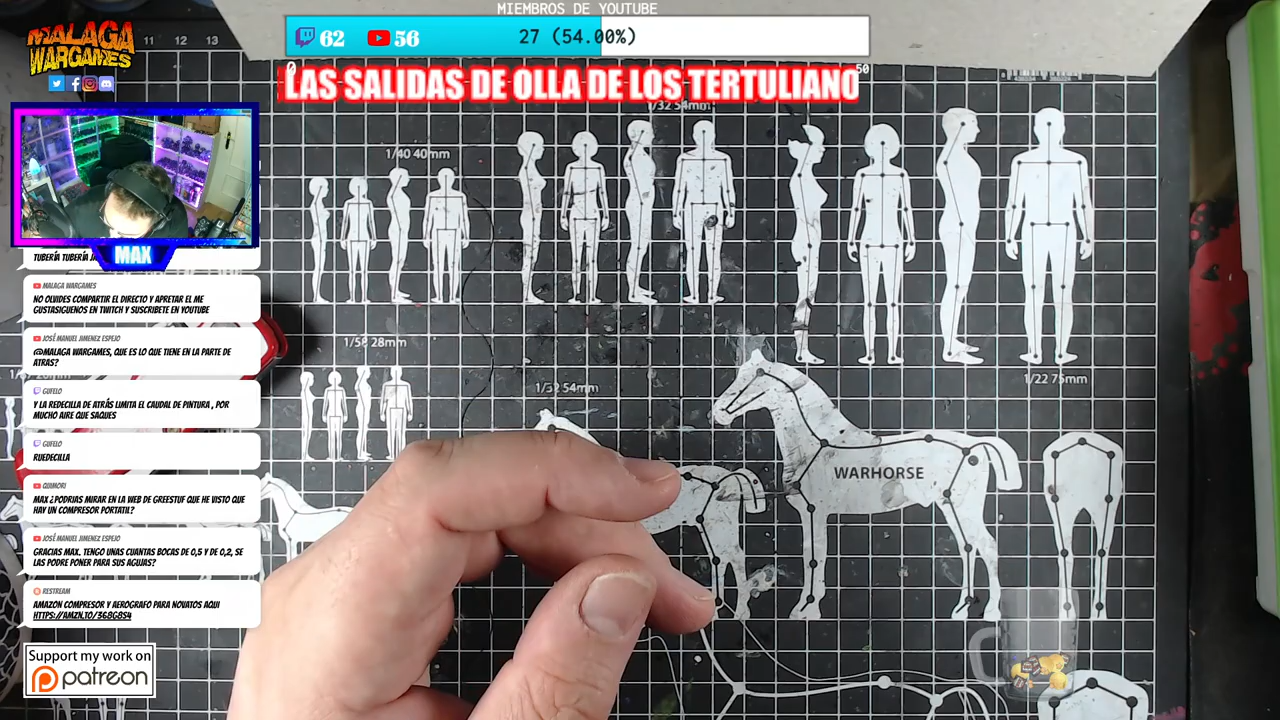 MIEMBROS DE YOUTUBE
62
56
27 (54.00%)
0
50
LAS SALIDAS DE OLLA DE LOS TERTULIANO
MALAGA
WARGAMES
11 12 13
MAX
TUBERÍA TUBERÍA
MALAGA WARGAMES
NO OLVIDES COMPARTIR EL DIRECTO Y APRETAR EL ME
GUSTASIGUENOS EN TWITCH Y SUSCRIBETE EN YOUTUBE
JOSÉ MANUEL JIMENEZ ESPEJO
@MALAGA WARGAMES, QUE ES LO QUE TIENE EN LA PARTE DE
ATRAS?
GUFELO
Y LA REDECILLA DE ATRÁS LIMITA EL CAUDAL DE PINTURA , POR
MUCHO AIRE QUE SAQUES
GUFELO
RUEDECILLA
QUIMORI
MAX ¿PODRIAS MIRAR EN LA WEB DE GREESTUF QUE HE VISTO QUE
HAY UN COMPRESOR PORTATIL?
JOSÉ MANUEL JIMENEZ ESPEJO
GRACIAS MAX. TENGO UNAS CUANTAS BOCAS DE 0,5 Y DE 0,2, SE
LAS PODRE PONER PARA SUS AGUJAS?
RESTREAM
AMAZON COMPRESOR Y AEROGRAFO PARA NOVATOS AQUI
HTTPS://AMZN.TO/368G8S4
Support my work on
patreon
1/40 40mm
1/32 54mm
1/22 75mm
1/56 28mm
1/32 54mm
WARHORSE